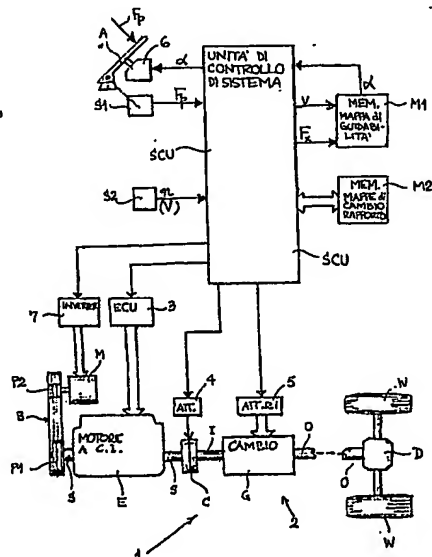 Fp
A
6
α
S1
Fp
UNITA' DI
CONTROLLO
DI
SISTEMA
SCU
α
V
Fx
MEM.
MAPPA di
GUIDABI-
LITA'
M1
MEM.
MAPPE di
CAMBIO
RAPPORTO
M2
S2
n
(V)
SCU
INVERTER
7
ECU
3
P2
M
B
ATT.
4
ATT.RI
5
MOTORE
A C.I.
P1
S
E
S
C
I
CAMBIO
G
O
2
W
D
O
W
1